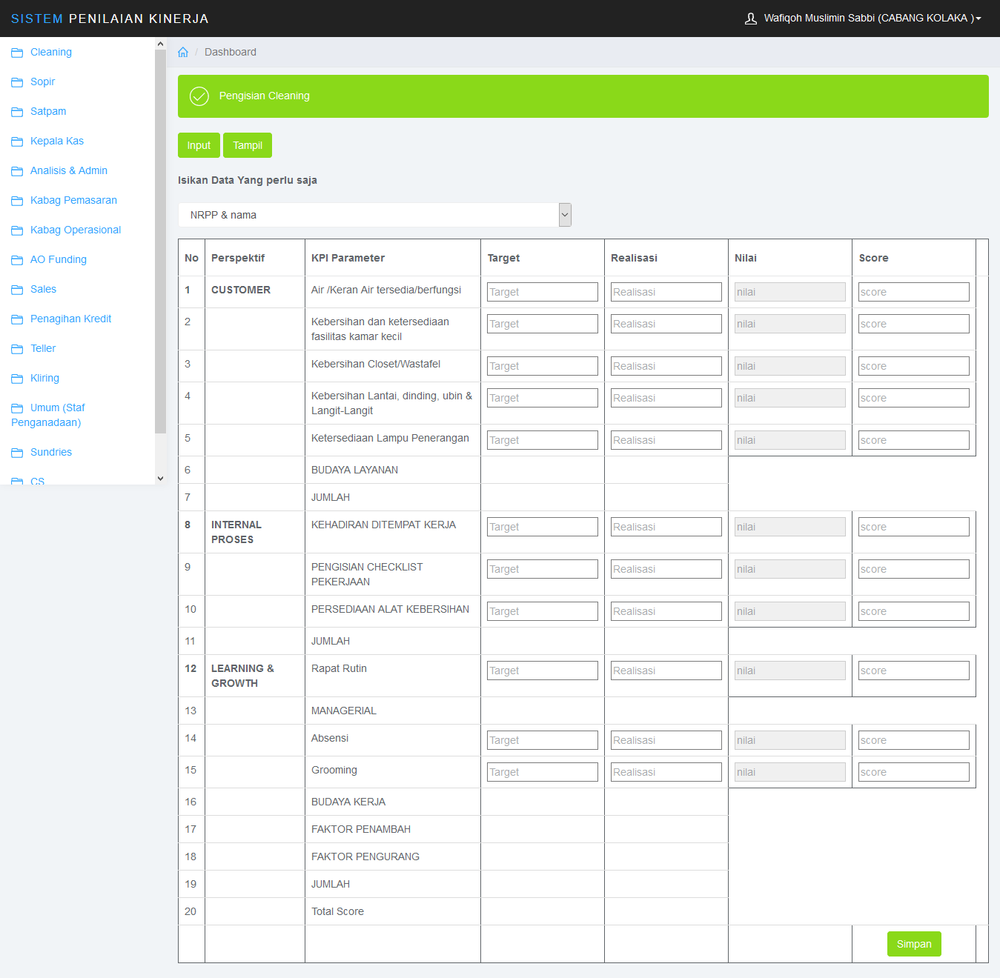 SISTEM PENILAIAN KINERJA
Wafiqoh Muslimin Sabbi (CABANG KOLAKA )
Cleaning
Sopir
Satpam
Kepala Kas
Analisis & Admin
Kabag Pemasaran
Kabag Operasional
AO Funding
Sales
Penagihan Kredit
Teller
Kliring
Umum (Staf
Penganadaan)
Sundries
CS
/ Dashboard
Pengisian Cleaning
Input Tampil
Isikan Data Yang perlu saja
NRPP & nama
No Perspektif KPI Parameter Target Realisasi Nilai Score
1 CUSTOMER Air /Keran Air tersedia/berfungsi Target Realisasi nilai score
2 Kebersihan dan ketersediaan
fasilitas kamar kecil Target Realisasi nilai score
3 Kebersihan Closet/Wastafel Target Realisasi nilai score
4 Kebersihan Lantai, dinding, ubin &
Langit-Langit Target Realisasi nilai score
5 Ketersediaan Lampu Penerangan Target Realisasi nilai score
6 BUDAYA LAYANAN
7 JUMLAH
8 INTERNAL
PROSES KEHADIRAN DITEMPAT KERJA Target Realisasi nilai score
9 PENGISIAN CHECKLIST
PEKERJAAN Target Realisasi nilai score
10 PERSEDIAAN ALAT KEBERSIHAN Target Realisasi nilai score
11 JUMLAH
12 LEARNING &
GROWTH Rapat Rutin Target Realisasi nilai score
13 MANAGERIAL
14 Absensi Target Realisasi nilai score
15 Grooming Target Realisasi nilai score
16 BUDAYA KERJA
17 FAKTOR PENAMBAH
18 FAKTOR PENGURANG
19 JUMLAH
20 Total Score
Simpan